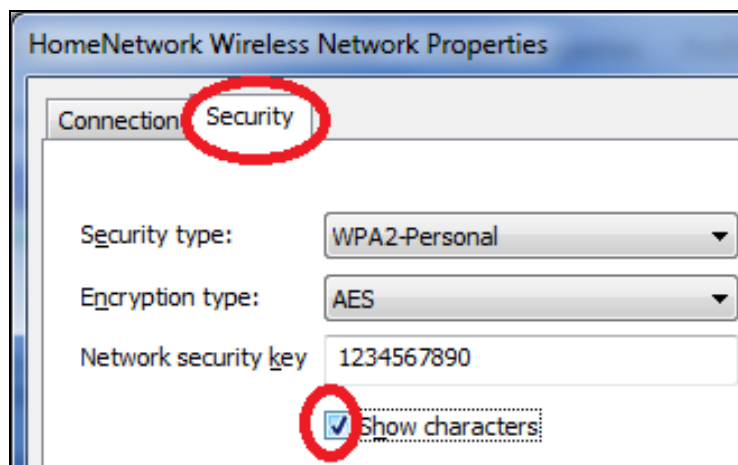 HomeNetwork Wireless Network Properties
Connection
Security
Security type:
WPA2-Personal
Encryption type:
AES
Network security key
1234567890
Show characters